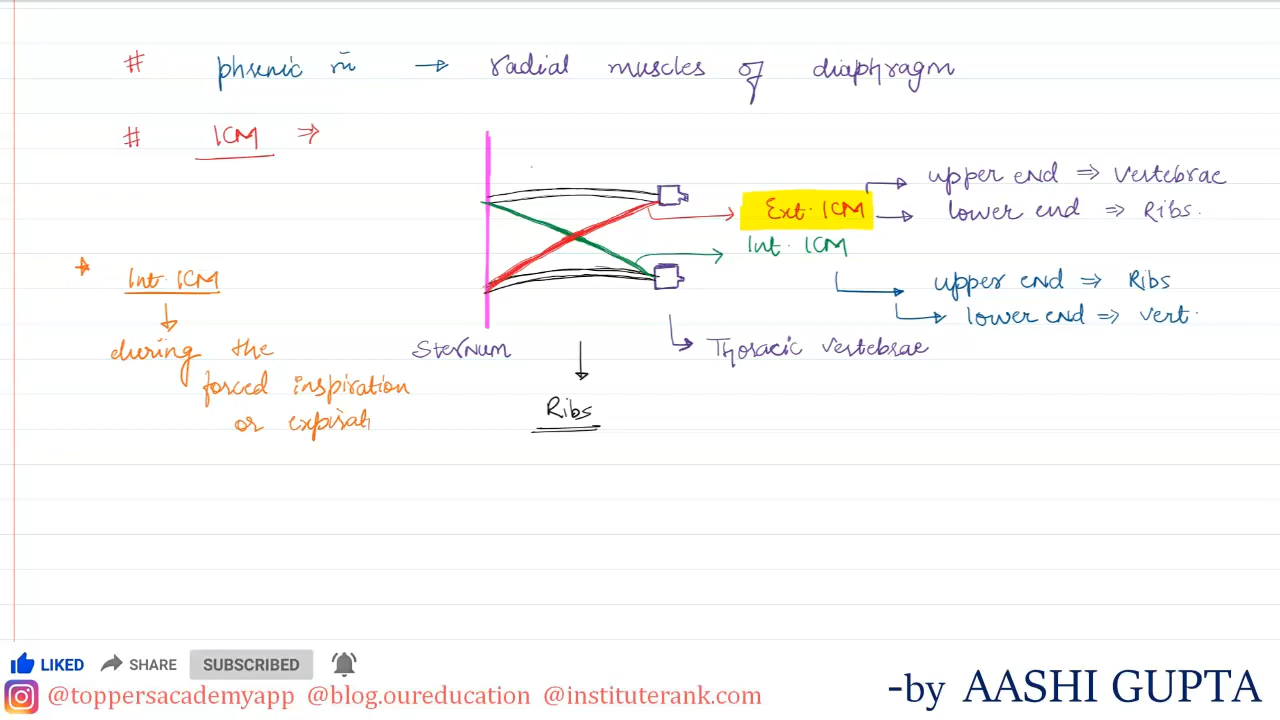 # phrenic n̄ → radial muscles of diaphragm
# ICM ⇒
upper end ⇒ Vertebrae
Ext. ICM
lower end ⇒ Ribs.
Int. ICM
* Int. ICM
upper end ⇒ Ribs
lower end ⇒ vert.
during the
Sternum
Thoracic vertebrae
forced inspiration
Ribs
or expirat
LIKED SHARE SUBSCRIBED
@toppersacademyapp @blog.oureducation @instituterank.com
-by AASHI GUPTA